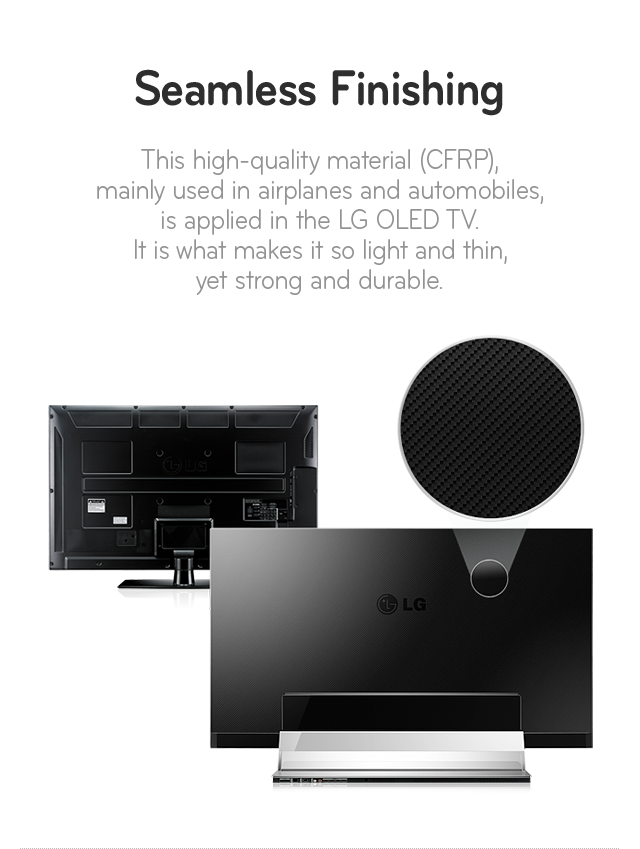 Seamless Finishing
This high-quality material (CFRP),
mainly used in airplanes and automobiles,
is applied in the LG OLED TV.
It is what makes it so light and thin,
yet strong and durable.
LG
LG